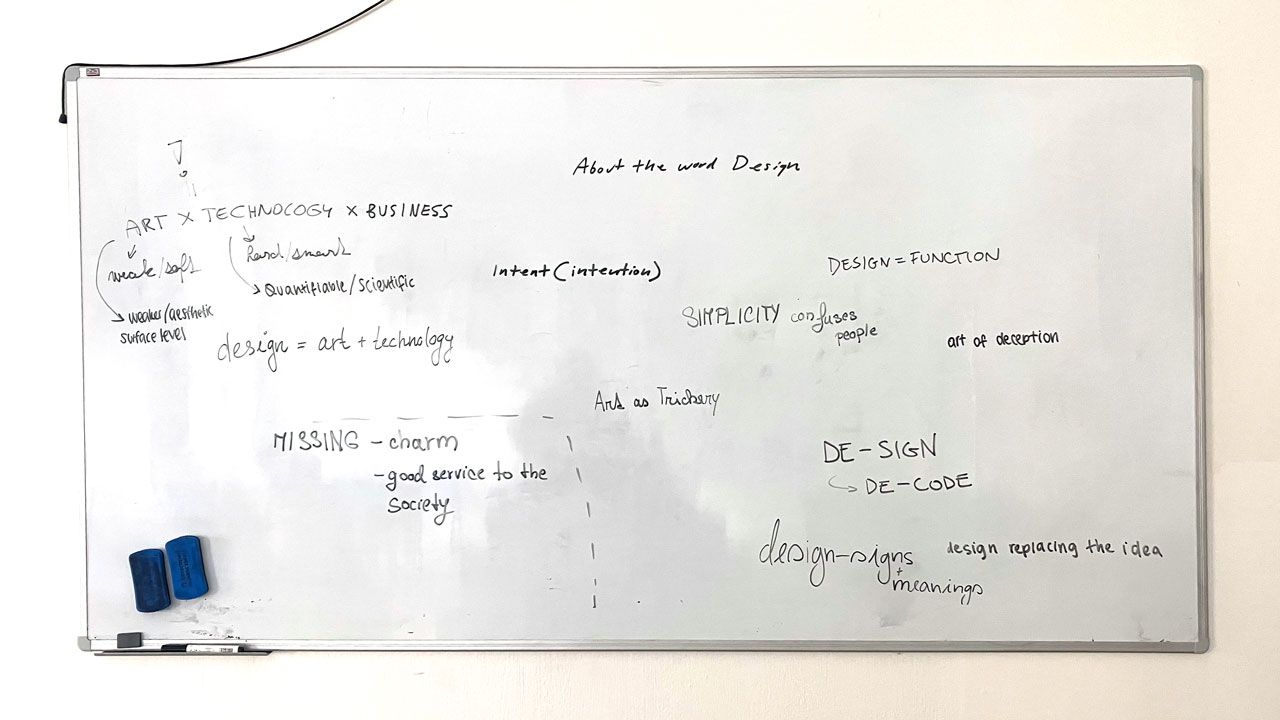 About the word Design
ART X TECHNOLOGY X BUSINESS
weak/soft
Hard/smart
Quantifiable/Scientific
weaker/aesthetic
surface level
design = art + technology
Intent (intention)
DESIGN = FUNCTION
SIMPLICITY confuses
people
art of deception
Art as Trickery
MISSING - charm
- good service to the
Society
DE-SIGN
DE-CODE
design-signs
+
meanings
design replacing the idea